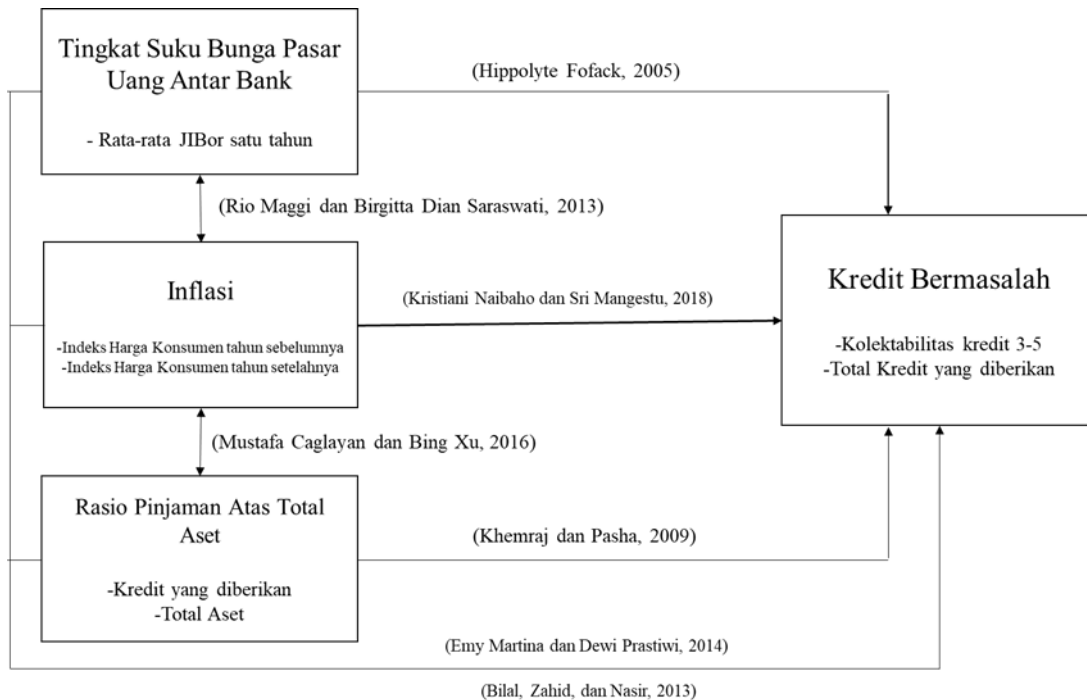 Tingkat Suku Bunga Pasar
Uang Antar Bank
- Rata-rata JIBor satu tahun
(Hippolyte Fofack, 2005)
(Rio Maggi dan Birgitta Dian Saraswati, 2013)
Inflasi
-Indeks Harga Konsumen tahun sebelumnya
-Indeks Harga Konsumen tahun setelahnya
(Kristiani Naibaho dan Sri Mangestu, 2018)
Kredit Bermasalah
-Kolektabilitas kredit 3-5
-Total Kredit yang diberikan
(Mustafa Caglayan dan Bing Xu, 2016)
Rasio Pinjaman Atas Total
Aset
-Kredit yang diberikan
-Total Aset
(Khemraj dan Pasha, 2009)
(Emy Martina dan Dewi Prastiwi, 2014)
(Bilal, Zahid, dan Nasir, 2013)